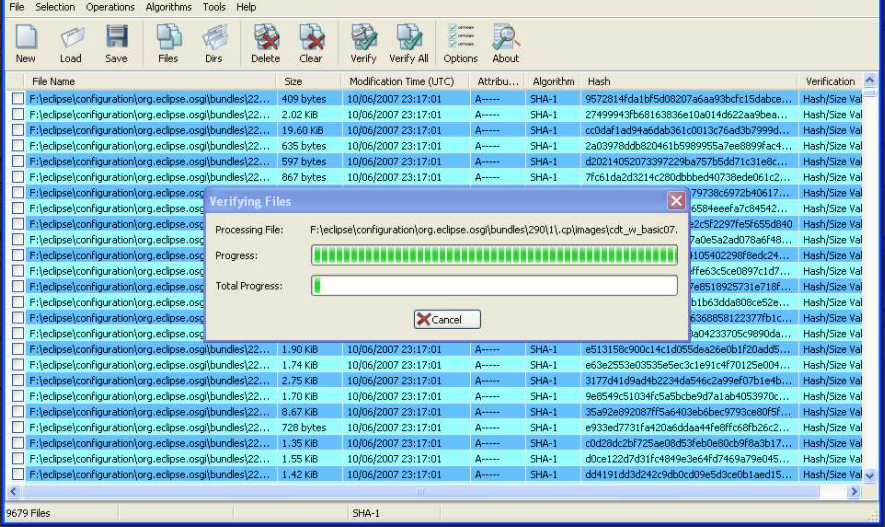 File Selection Operations Algorithms Tools Help
New Load Save Files Dirs Delete Clear Verify Verify All Options About
File Name Size Modification Time (UTC) Attribu... Algorithm Hash Verification
F:\eclipse\configuration\org.eclipse.osgi\bundles\22... 409 bytes 10/06/2007 23:17:01 A----- SHA-1 9572814fda1bf5d08207a6aa93bcfc15dabce... Hash/Size Val
F:\eclipse\configuration\org.eclipse.osgi\bundles\22... 2.02 KiB 10/06/2007 23:17:01 A----- SHA-1 27499943fb68163836e10a014d622aa9bea... Hash/Size Val
F:\eclipse\configuration\org.eclipse.osgi\bundles\22... 19.60 KiB 10/06/2007 23:17:01 A----- SHA-1 cc0daf1ad94a6dab361c0013c76ad3b7999d... Hash/Size Val
F:\eclipse\configuration\org.eclipse.osgi\bundles\22... 635 bytes 10/06/2007 23:17:01 A----- SHA-1 2a03978ddb820461b5989955a7ee8899fac4... Hash/Size Val
F:\eclipse\configuration\org.eclipse.osgi\bundles\22... 597 bytes 10/06/2007 23:17:01 A----- SHA-1 d20214052073397229ba757b5dd71c31e8c... Hash/Size Val
F:\eclipse\configuration\org.eclipse.osgi\bundles\22... 867 bytes 10/06/2007 23:17:01 A----- SHA-1 7fc61da2d3214c280dbbbed40738ede061c2... Hash/Size Val
F:\eclipse\configuration\org.eclipse.osg 79738c6972b40617... Hash/Size Val
F:\eclipse\configuration\org.eclipse.osg 6584eeefa7c84542... Hash/Size Val
F:\eclipse\configuration\org.eclipse.osg e2c5f2297fe5f655d840 Hash/Size Val
F:\eclipse\configuration\org.eclipse.osg 7a0e5a2ad078a6f48... Hash/Size Val
F:\eclipse\configuration\org.eclipse.osg 4105402298f8edc24... Hash/Size Val
F:\eclipse\configuration\org.eclipse.osg ffe63c5ce0897c1d7... Hash/Size Val
F:\eclipse\configuration\org.eclipse.osg 7e8518925731e718f... Hash/Size Val
F:\eclipse\configuration\org.eclipse.osg b1b63dda808ce52e... Hash/Size Val
F:\eclipse\configuration\org.eclipse.osg 6368858122377fb1c... Hash/Size Val
F:\eclipse\configuration\org.eclipse.osg 8a04233705c9890da... Hash/Size Val
Verifying Files
Processing File: F:\eclipse\configuration\org.eclipse.osgi\bundles\290\1\.cp\images\cdt_w_basic07.
Progress:
Total Progress:
Cancel
F:\eclipse\configuration\org.eclipse.osgi\bundles\22... 1.90 KiB 10/06/2007 23:17:01 A----- SHA-1 e513158c900c14c1d055dea26e0b1f20add5... Hash/Size Val
F:\eclipse\configuration\org.eclipse.osgi\bundles\22... 1.74 KiB 10/06/2007 23:17:01 A----- SHA-1 e63e2553e03535e5ec3c1e91c4f70125e004... Hash/Size Val
F:\eclipse\configuration\org.eclipse.osgi\bundles\22... 2.75 KiB 10/06/2007 23:17:01 A----- SHA-1 3177d41d9ad4b2234da546c2a99ef07b1e4b... Hash/Size Val
F:\eclipse\configuration\org.eclipse.osgi\bundles\22... 1.70 KiB 10/06/2007 23:17:01 A----- SHA-1 9e8549c51034fc5a5bcbe9d7a1ab4053970c... Hash/Size Val
F:\eclipse\configuration\org.eclipse.osgi\bundles\22... 8.67 KiB 10/06/2007 23:17:01 A----- SHA-1 35a92e892087ff5a6403eb6bec9793ce80f5f... Hash/Size Val
F:\eclipse\configuration\org.eclipse.osgi\bundles\22... 728 bytes 10/06/2007 23:17:01 A----- SHA-1 e933ed7731fa420a6ddaa44fe8ffc68fb26c2... Hash/Size Val
F:\eclipse\configuration\org.eclipse.osgi\bundles\22... 1.35 KiB 10/06/2007 23:17:01 A----- SHA-1 c0d28dc2bf725ae08d53feb0e80cb9f8a3b17... Hash/Size Val
F:\eclipse\configuration\org.eclipse.osgi\bundles\22... 1.55 KiB 10/06/2007 23:17:01 A----- SHA-1 d0ce122d7d31fc4849e3e64fd7469a79e045... Hash/Size Val
F:\eclipse\configuration\org.eclipse.osgi\bundles\22... 1.42 KiB 10/06/2007 23:17:01 A----- SHA-1 dd4191dd3d242c9db0cd09e5d3ce0b1aed15... Hash/Size Val
9679 Files SHA-1